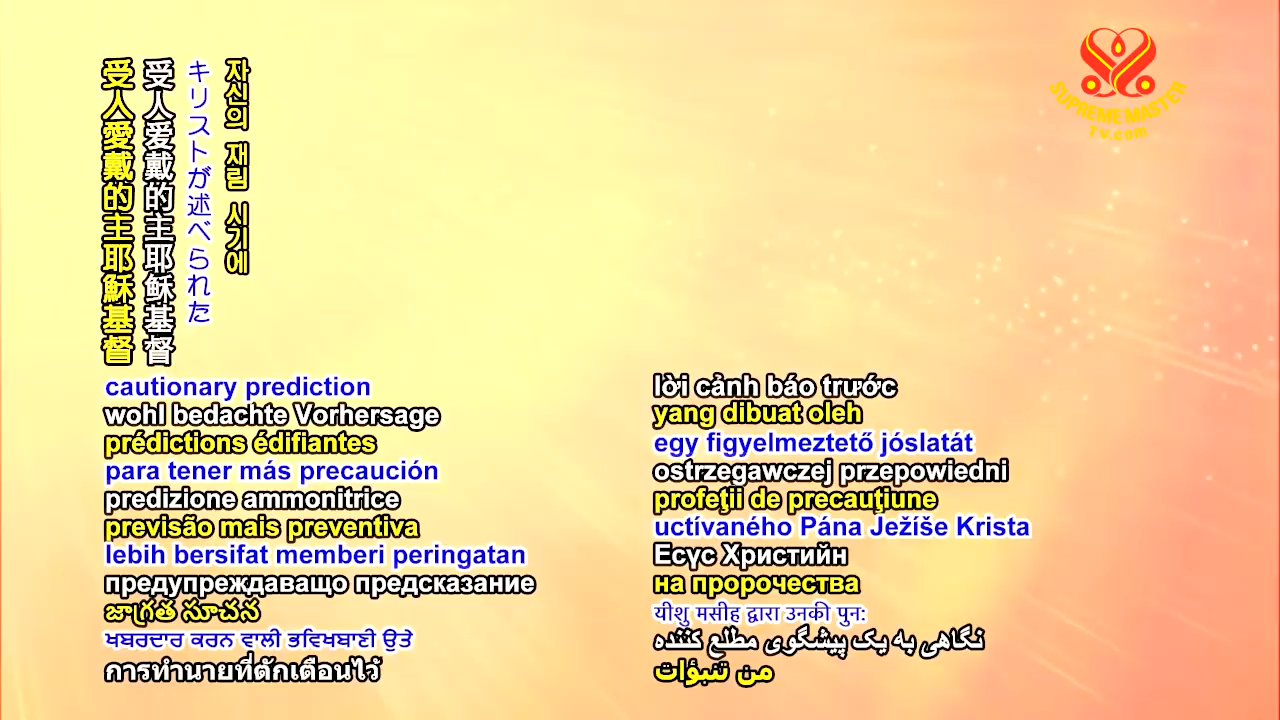 受人愛戴的主耶穌基督
受人爱戴的主耶稣基督
キリストが述べられた
자신의 재림 시기에
SUPREME MASTER
TV.com
cautionary prediction
wohl bedachte Vorhersage
prédictions édifiantes
para tener más precaución
predizione ammonitrice
previsão mais preventiva
lebih bersifat memberi peringatan
предупреждаващо предсказание
జాగ్రత సూచన
ਖਬਰਦਾਰ ਕਰਨ ਵਾਲੀ ਭਵਿਖਬਾਣੀ ਉਤੇ
การทำนายที่ตักเตือนไว้
lời cảnh báo trước
yang dibuat oleh
egy figyelmeztető jóslatát
ostrzegawczej przepowiedni
profeţii de precauţiune
uctívaného Pána Ježíše Krista
Есүс Христийн
на пророчества
यीशु मसीह द्वारा उनकी पुन:
نگاهی به یک پیشگوی مطلع کننده
من تنبؤات